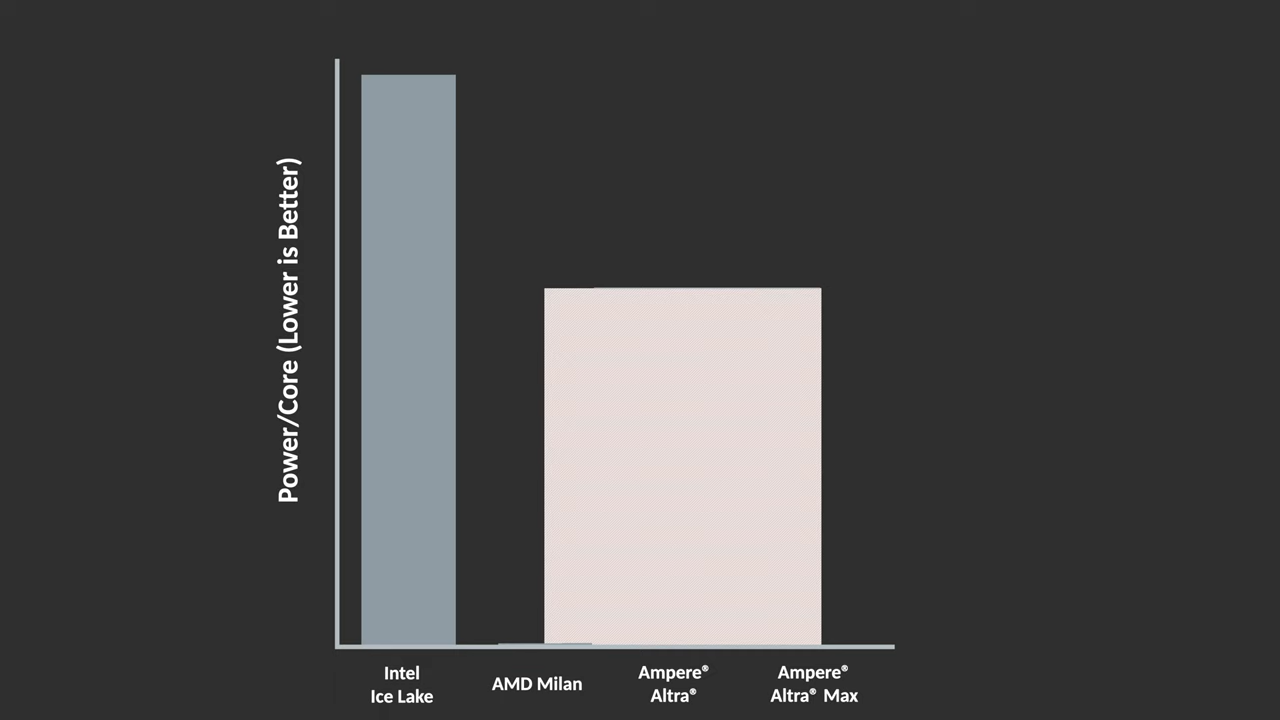 Power/Core (Lower is Better)
Intel
Ice Lake
AMD Milan
Ampere®
Altra®
Ampere®
Altra® Max